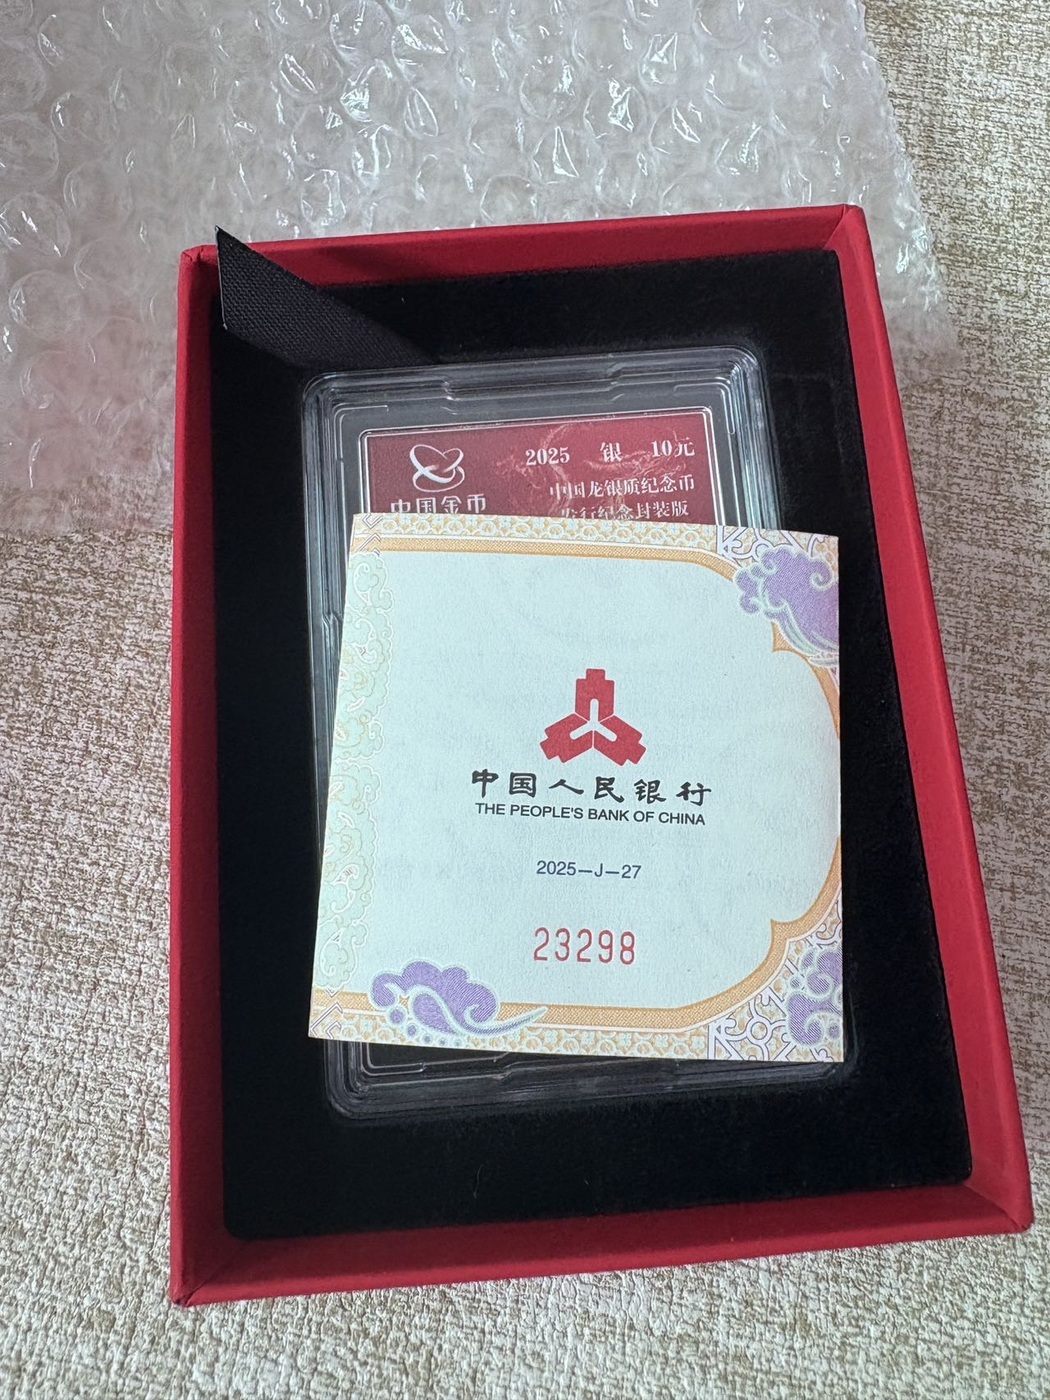 2025 银 10元
中国龙银质纪念币
发行纪念封装版
中国金币
中国人民银行
THE PEOPLE'S BANK OF CHINA
2025—J—27
23298